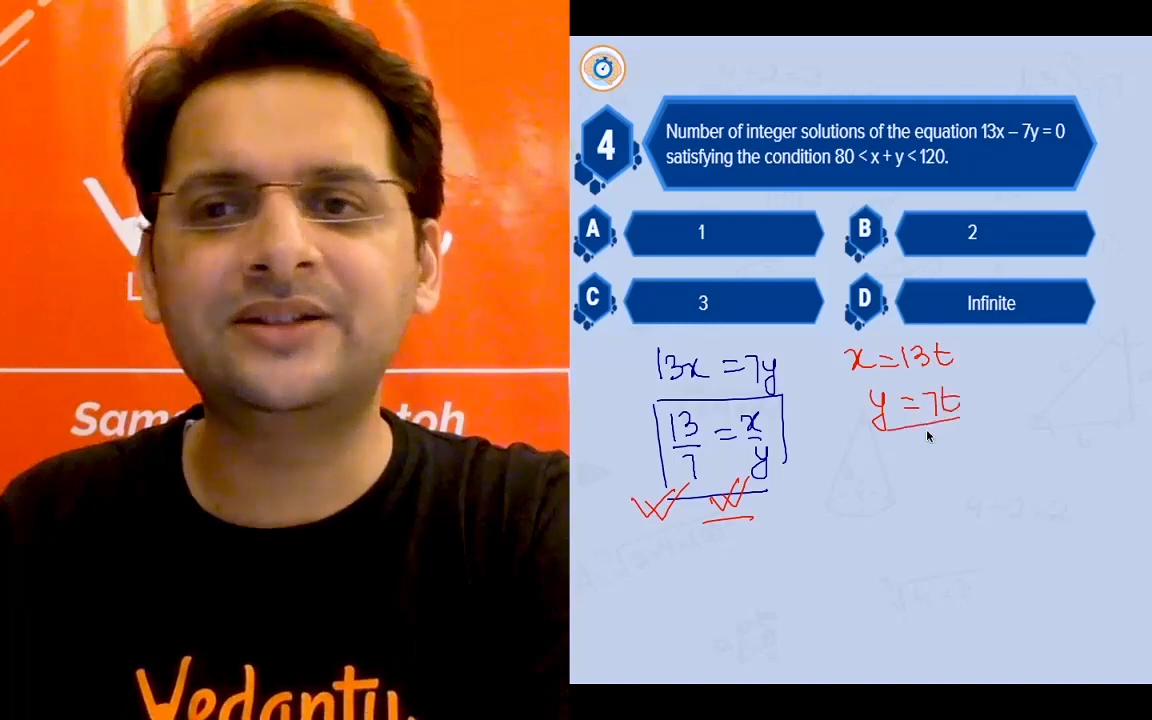 4
Number of integer solutions of the equation 13x – 7y = 0
satisfying the condition 80 < x + y < 120.
A 1
B 2
C 3
D Infinite
13x = 7y
13/7 = x/y
x = 13t
y = 7t
Vedantu